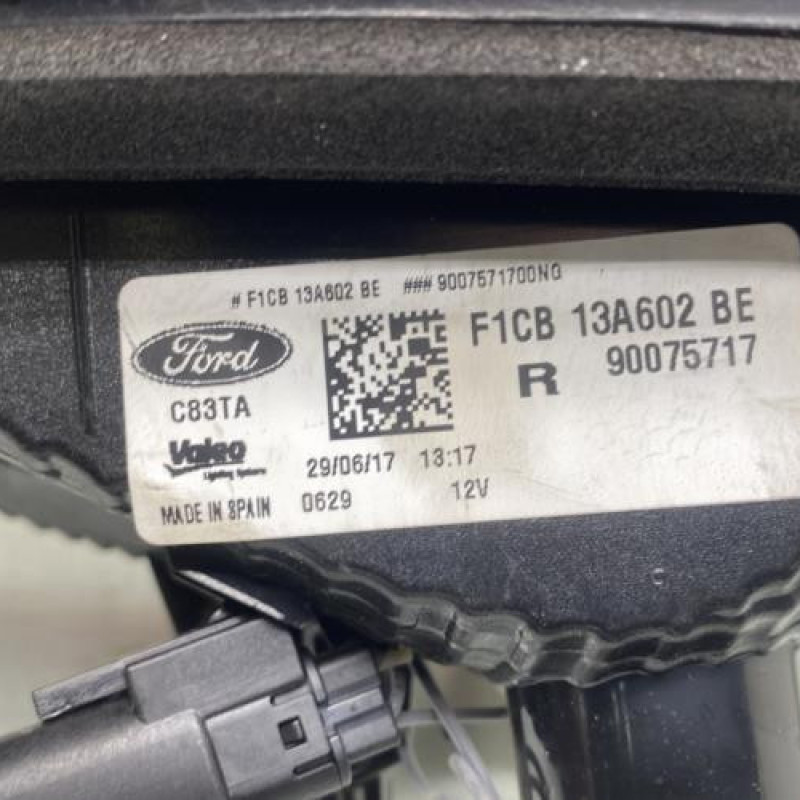 # F1CB 13A602 BE ### 9007571700NG
Ford
F1CB 13A602 BE
R 90075717
C83TA
Valeo
Lighting Systems
29/06/17 13:17
MADE IN SPAIN 0629 12V